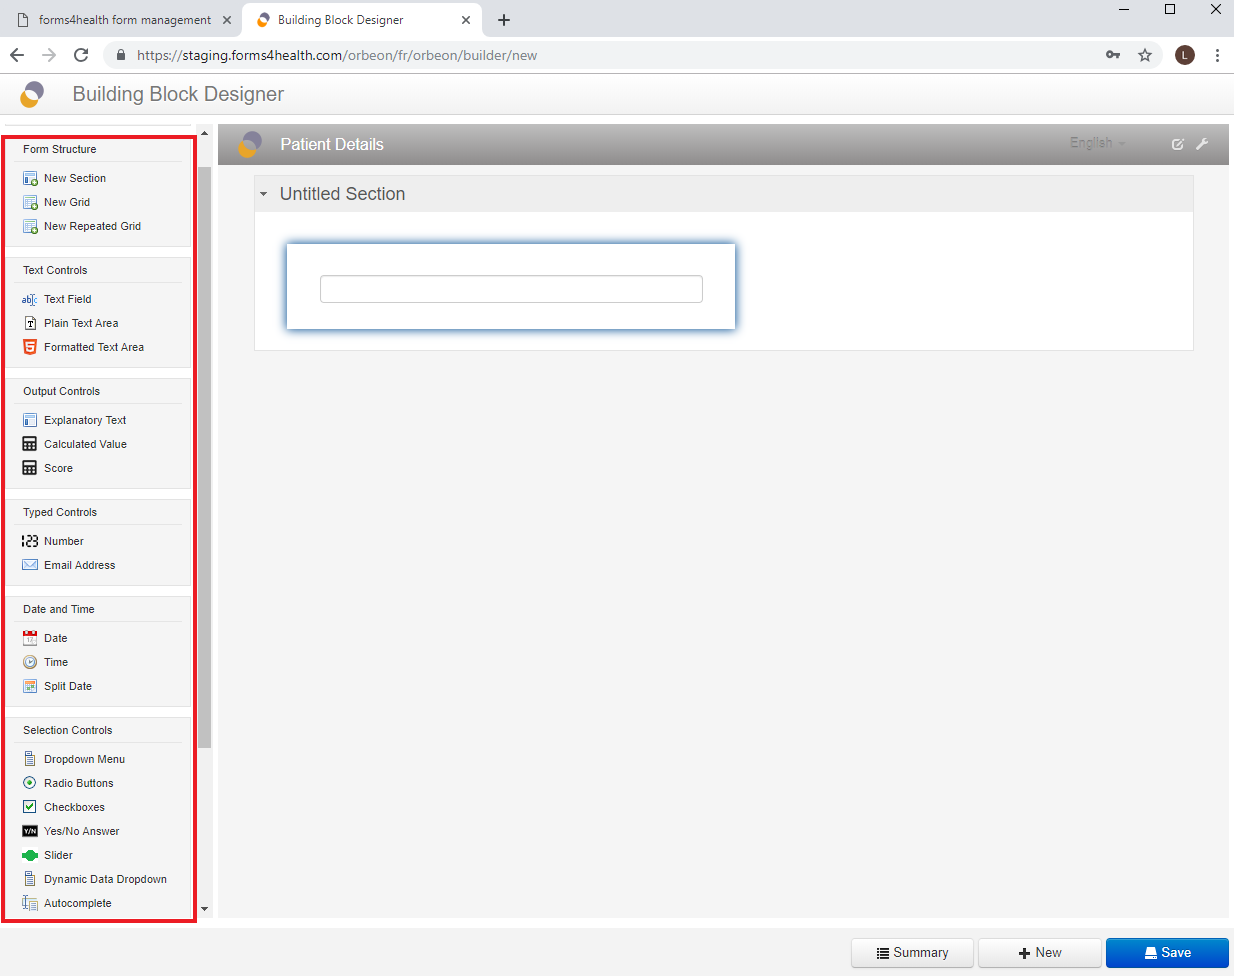 forms4health form management
Building Block Designer
https://staging.forms4health.com/orbeon/fr/orbeon/builder/new
L
Building Block Designer
Form Structure
New Section
New Grid
New Repeated Grid
Text Controls
Text Field
Plain Text Area
Formatted Text Area
Output Controls
Explanatory Text
Calculated Value
Score
Typed Controls
123 Number
Email Address
Date and Time
Date
Time
Split Date
Selection Controls
Dropdown Menu
Radio Buttons
Checkboxes
Y/N Yes/No Answer
Slider
Dynamic Data Dropdown
Autocomplete
Patient Details
English
Untitled Section
Summary
New
Save